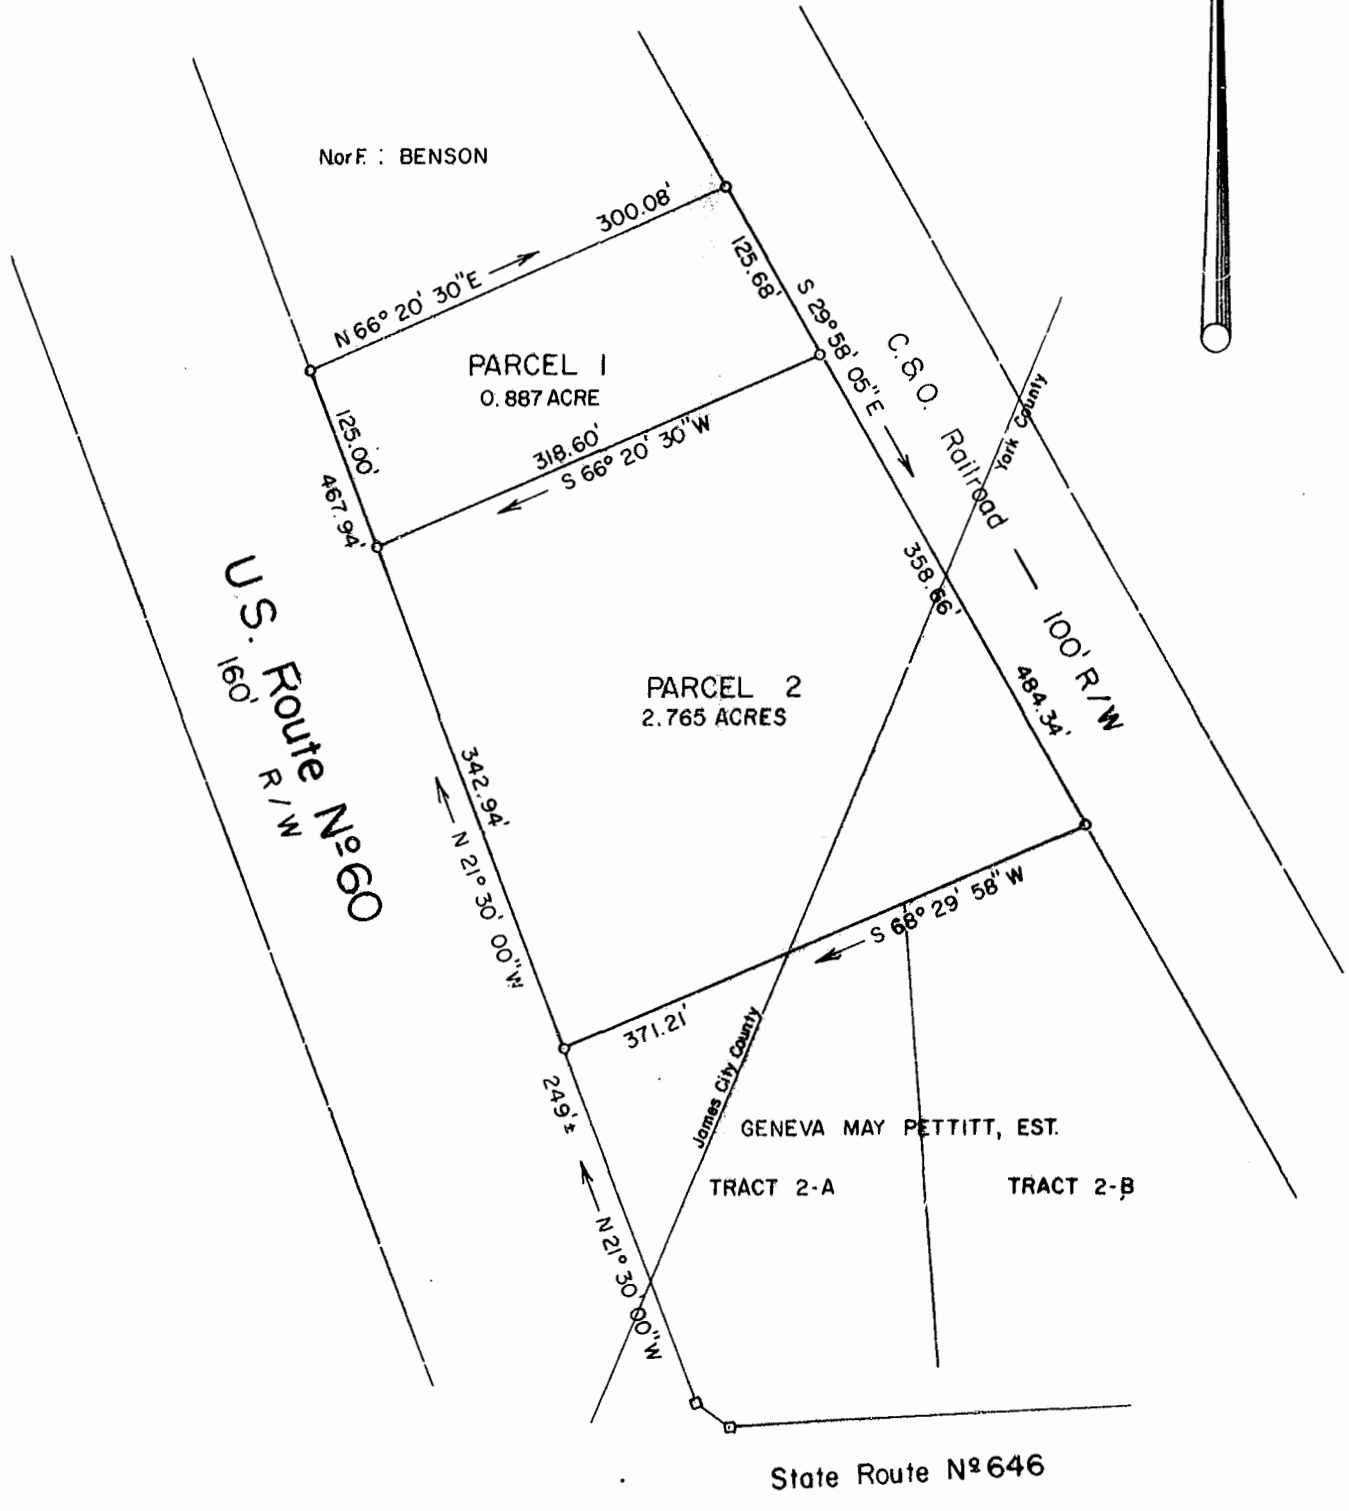 NorF. : BENSON
300.08'
N 66° 20' 30" E
125.68'
S 29° 58' 05" E
PARCEL 1
0.887 ACRE
125.00'
467.94'
318.60'
S 66° 20' 30" W
C. & O. Railroad — 100' R/W
York County
358.66'
484.34'
U.S. Route Nº 60
160' R/W
PARCEL 2
2.765 ACRES
342.94'
N 21° 30' 00" W
S 68° 29' 58" W
371.21'
249'±
James City County
GENEVA MAY PETTITT, EST.
TRACT 2-A
TRACT 2-B
N 21° 30' 00" W
State Route Nº 646